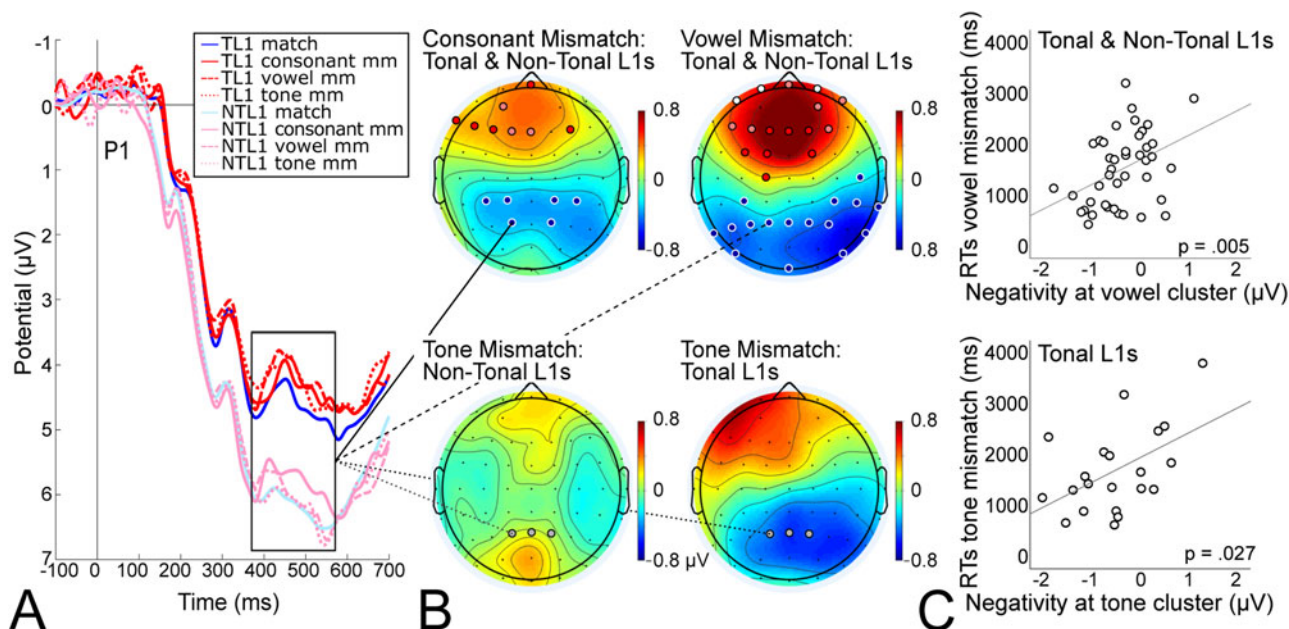 -1
0
1
2
3
4
5
6
7
Potential (µV)
P1
TL1 match
TL1 consonant mm
TL1 vowel mm
TL1 tone mm
NTL1 match
NTL1 consonant mm
NTL1 vowel mm
NTL1 tone mm
-100 0 100 200 300 400 500 600 700
Time (ms)
A
Consonant Mismatch:
Tonal & Non-Tonal L1s
0.8
0
-0.8
Vowel Mismatch:
Tonal & Non-Tonal L1s
0.8
0
0.8
Tone Mismatch:
Non-Tonal L1s
0.8
0
-0.8 µV
Tone Mismatch:
Tonal L1s
0.8
0
-0.8
B
RTs vowel mismatch (ms)
4000
3000
2000
1000
0
Tonal & Non-Tonal L1s
p = .005
-2 -1 0 1 2
Negativity at vowel cluster (µV)
RTs tone mismatch (ms)
4000
3000
2000
1000
0
Tonal L1s
p = .027
-2 -1 0 1 2
Negativity at tone cluster (µV)
C